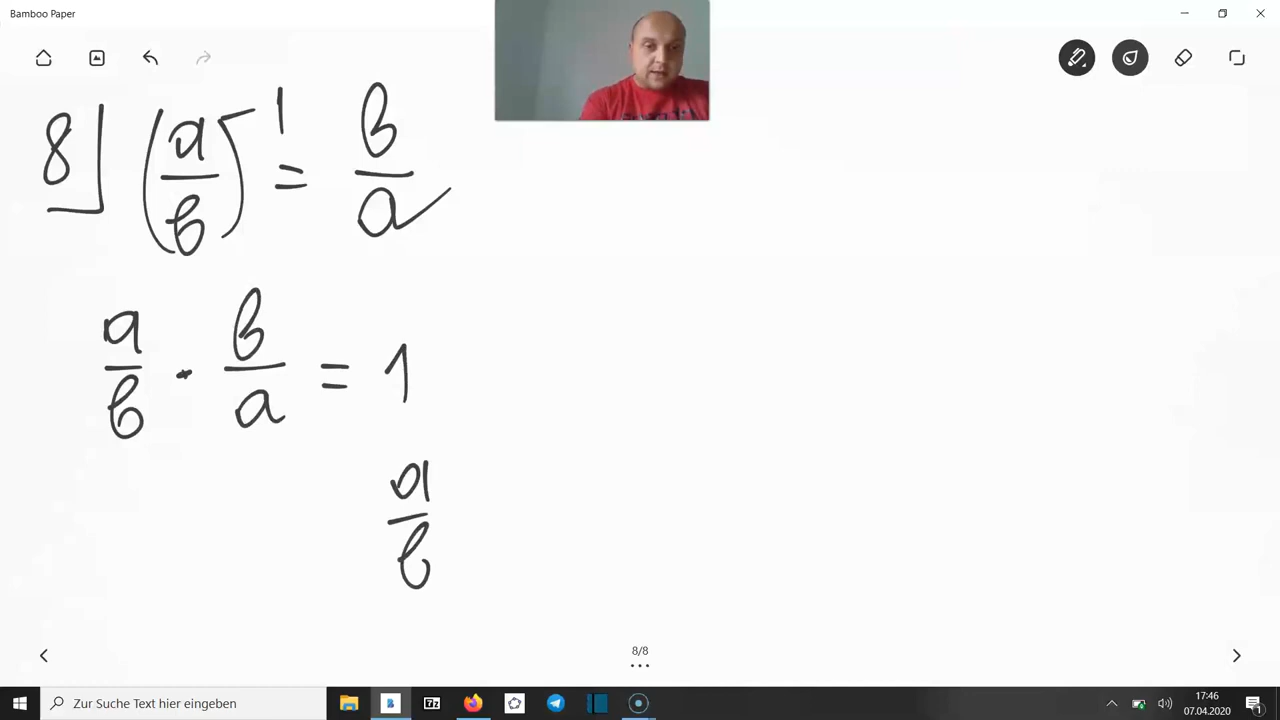 Bamboo Paper
8] (a/b)⁻¹ = b/a
a/b · b/a = 1
a/b
8/8
Zur Suche Text hier eingeben
17:46
07.04.2020